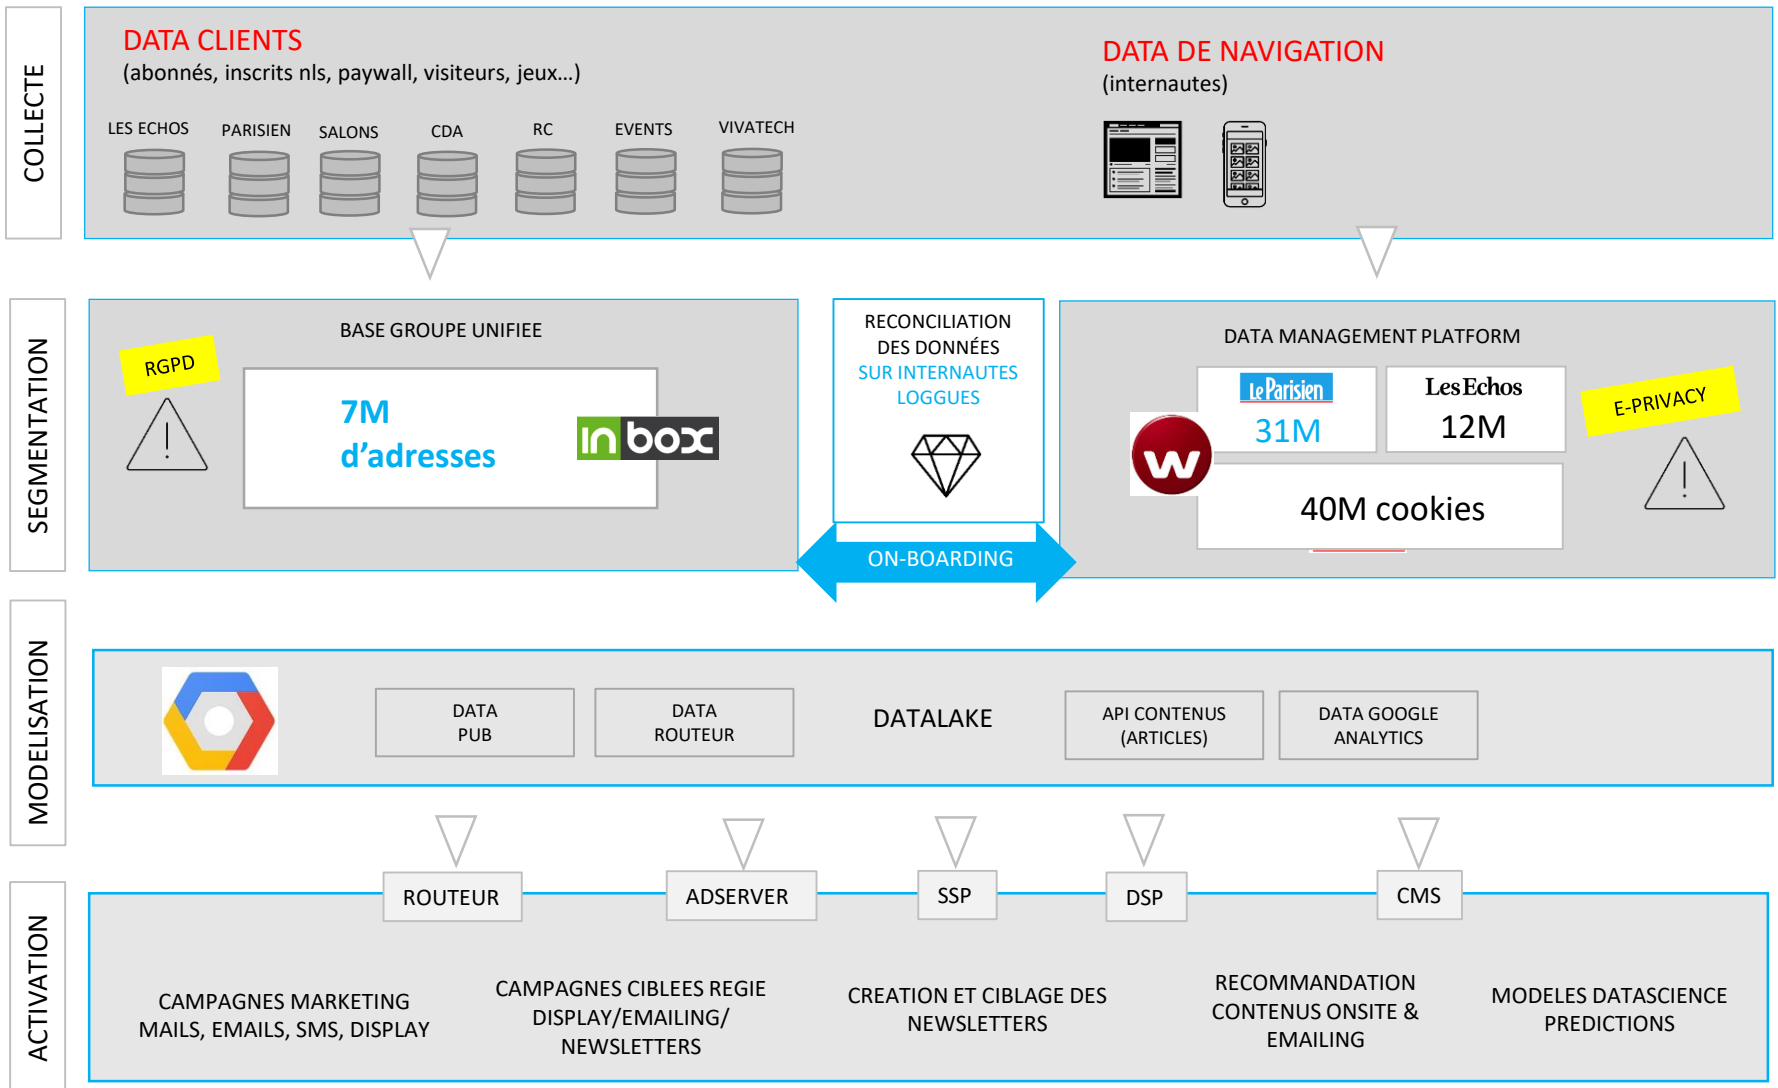 COLLECTE
DATA CLIENTS
(abonnés, inscrits nls, paywall, visiteurs, jeux...)
DATA DE NAVIGATION
(internautes)
LES ECHOS
PARISIEN
SALONS
CDA
RC
EVENTS
VIVATECH
SEGMENTATION
BASE GROUPE UNIFIEE
RGPD
7M
d'adresses
inbox
RECONCILIATION
DES DONNÉES
SUR INTERNAUTES
LOGGUES
ON-BOARDING
DATA MANAGEMENT PLATFORM
Le Parisien
31M
Les Echos
12M
W
40M cookies
E-PRIVACY
MODELISATION
DATA
PUB
DATA
ROUTEUR
DATALAKE
API CONTENUS
(ARTICLES)
DATA GOOGLE
ANALYTICS
ACTIVATION
ROUTEUR
ADSERVER
SSP
DSP
CMS
CAMPAGNES MARKETING
MAILS, EMAILS, SMS, DISPLAY
CAMPAGNES CIBLEES REGIE
DISPLAY/EMAILING/
NEWSLETTERS
CREATION ET CIBLAGE DES
NEWSLETTERS
RECOMMANDATION
CONTENUS ONSITE &
EMAILING
MODELES DATASCIENCE
PREDICTIONS